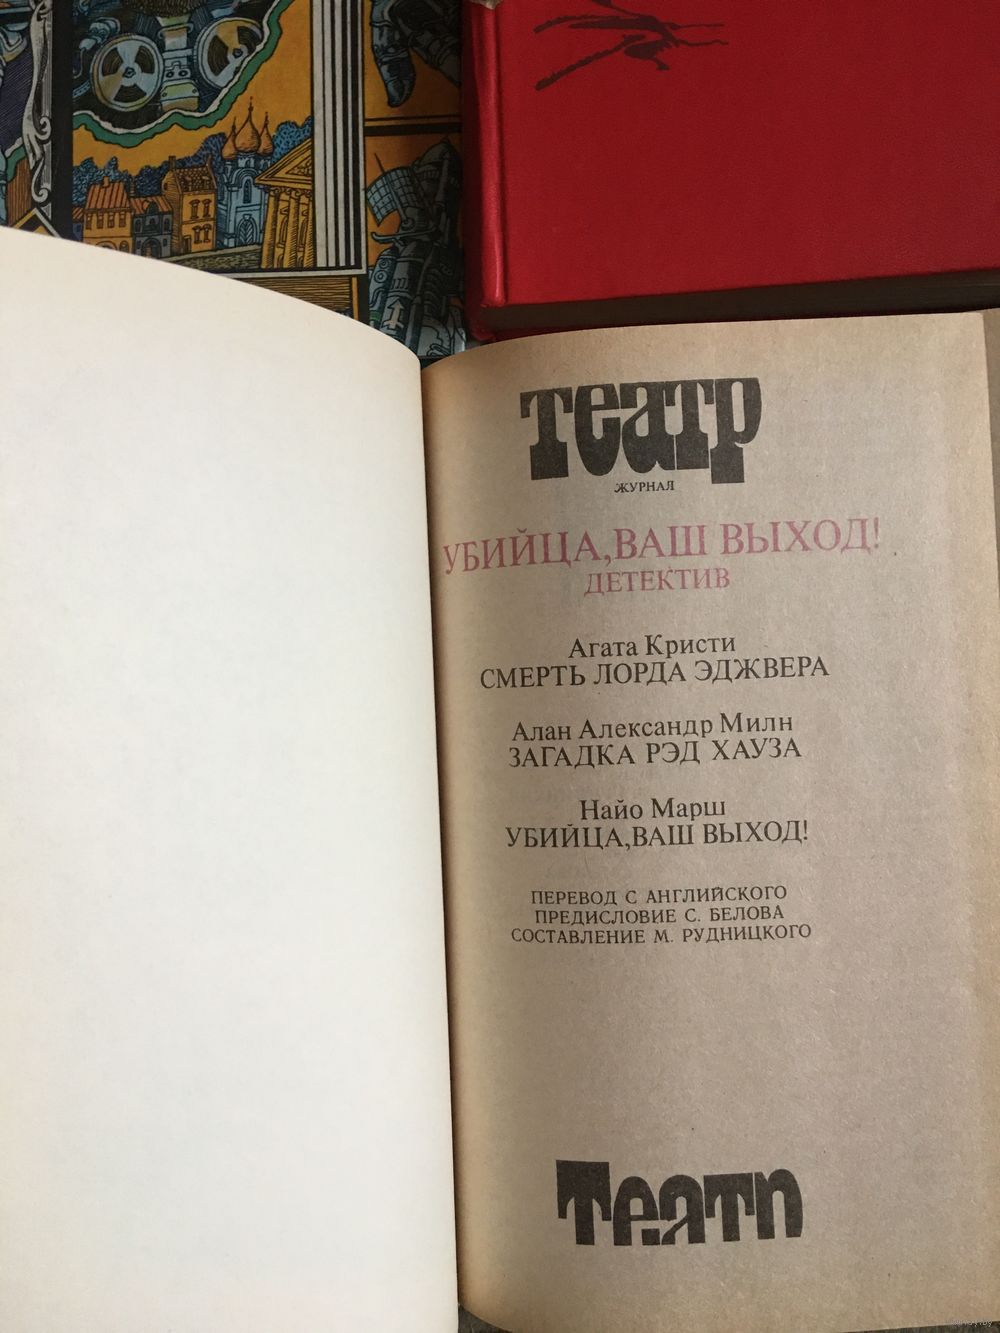 театр
ЖУРНАЛ
УБИЙЦА, ВАШ ВЫХОД!
ДЕТЕКТИВ
Агата Кристи
СМЕРТЬ ЛОРДА ЭДЖВЕРА
Алан Александр Милн
ЗАГАДКА РЭД ХАУЗА
Найо Марш
УБИЙЦА, ВАШ ВЫХОД!
ПЕРЕВОД С АНГЛИЙСКОГО
ПРЕДИСЛОВИЕ С. БЕЛОВА
СОСТАВЛЕНИЕ М. РУДНИЦКОГО
театр